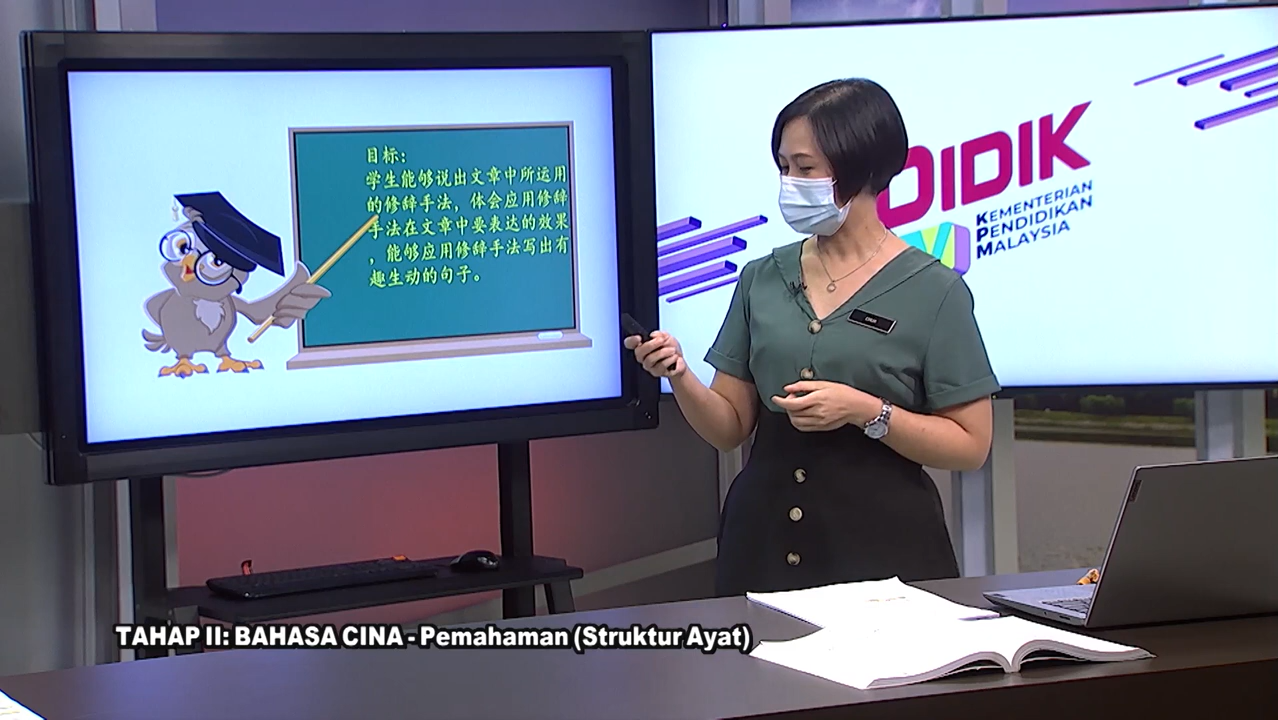 目标:
学生能够说出文章中所运用
的修辞手法，体会应用修辞
手法在文章中要表达的效果
，能够应用修辞手法写出有
趣生动的句子。
DIDIK
KEMENTERIAN
PENDIDIKAN
MALAYSIA
TAHAP II: BAHASA CINA - Pemahaman (Struktur Ayat)